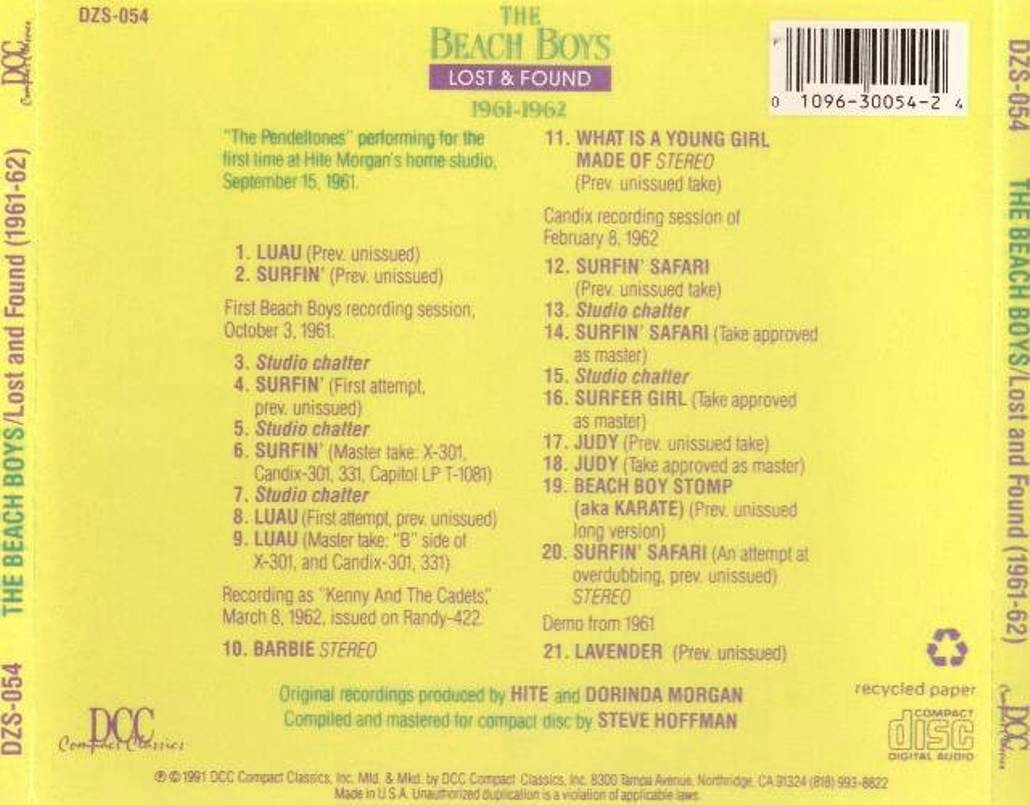 DZS-054
THE
BEACH BOYS
LOST & FOUND
1961-1962
0 1096-30054-2 4
"The Pendeltones" performing for the
first time at Hite Morgan's home studio,
September 15, 1961.
1. LUAU (Prev. unissued)
2. SURFIN' (Prev. unissued)
First Beach Boys recording session,
October 3, 1961.
3. Studio chatter
4. SURFIN' (First attempt,
prev. unissued)
5. Studio chatter
6. SURFIN' (Master take: X-301,
Candix-301, 331, Capitol LP T-1081)
7. Studio chatter
8. LUAU (First attempt, prev. unissued)
9. LUAU (Master take: "B" side of
X-301, and Candix-301, 331)
Recording as "Kenny And The Cadets,"
March 8, 1962, issued on Randy-422.
10. BARBIE STEREO
11. WHAT IS A YOUNG GIRL
MADE OF STEREO
(Prev. unissued take)
Candix recording session of
February 8, 1962
12. SURFIN' SAFARI
(Prev. unissued take)
13. Studio chatter
14. SURFIN' SAFARI (Take approved
as master)
15. Studio chatter
16. SURFER GIRL (Take approved
as master)
17. JUDY (Prev. unissued take)
18. JUDY (Take approved as master)
19. BEACH BOY STOMP
(aka KARATE) (Prev. unissued
long version)
20. SURFIN' SAFARI (An attempt at
overdubbing, prev. unissued)
STEREO
Demo from 1961
21. LAVENDER (Prev. unissued)
Original recordings produced by HITE and DORINDA MORGAN
Compiled and mastered for compact disc by STEVE HOFFMAN
DCC
Compact Classics
recycled paper
COMPACT
disc
DIGITAL AUDIO
℗ © 1991 DCC Compact Classics, Inc. Mfd. & Mkd. by DCC Compact Classics, Inc. 8300 Tampa Avenue, Northridge, CA 91324 (818) 993-8822
Made in U.S.A. Unauthorized duplication is a violation of applicable laws.
DZS-054 THE BEACH BOYS/Lost and Found (1961-62) DCC Compact Classics
DZS-054 THE BEACH BOYS/Lost and Found (1961-62) DCC Compact Classics